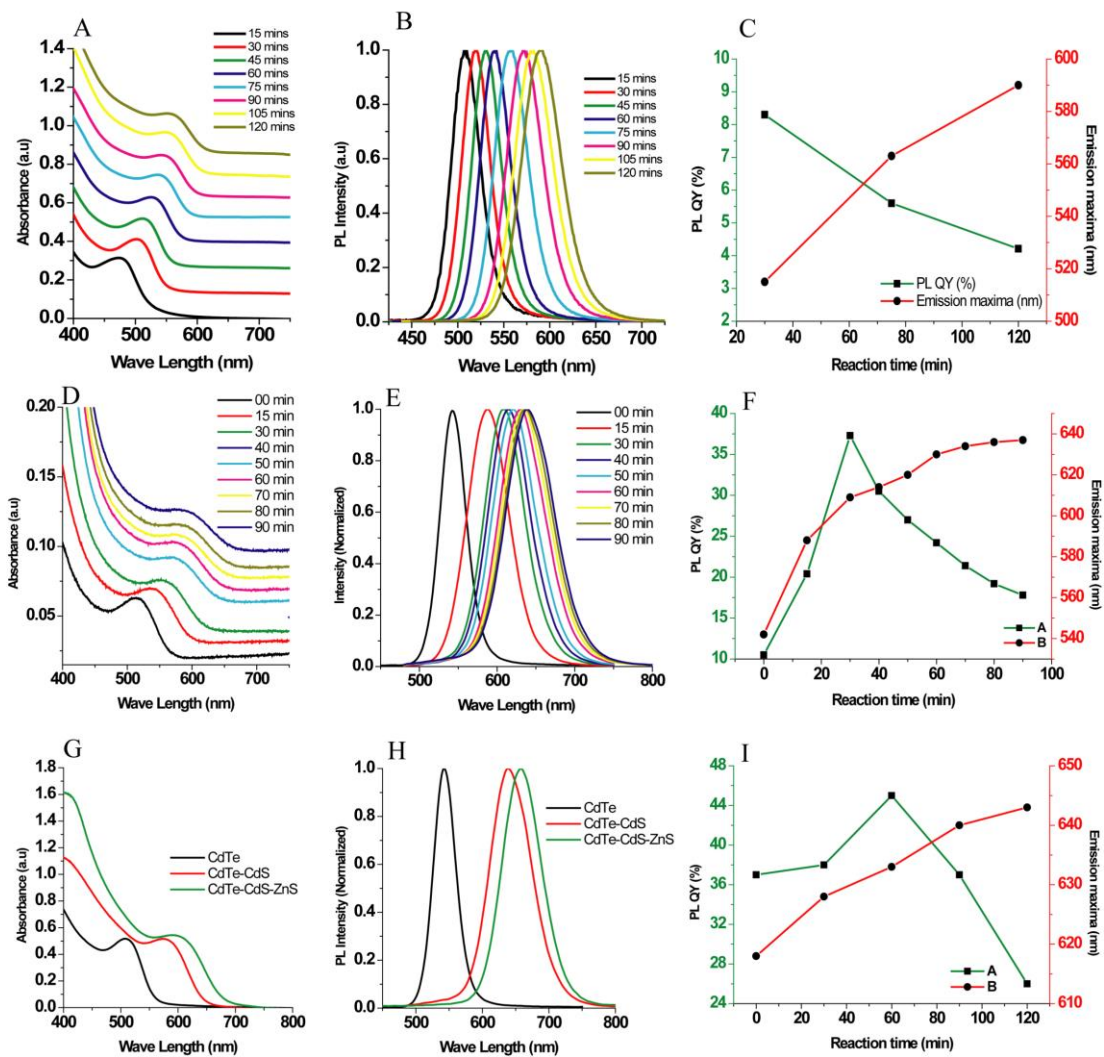 A
15 mins
30 mins
45 mins
60 mins
75 mins
90 mins
105 mins
120 mins
1.4
1.2
1.0
0.8
0.6
0.4
0.2
0.0
400 500 600 700
Absorbance (a.u)
Wave Length (nm)
B
15 mins
30 mins
45 mins
60 mins
75 mins
90 mins
105 mins
120 mins
1.0
0.8
0.6
0.4
0.2
0.0
450 500 550 600 650 700
PL Intensity (a.u)
Wave Length (nm)
C
10
9
8
7
6
5
4
3
2
PL QY (%)
600
580
560
540
520
500
Emission maxima (nm)
PL QY (%)
Emission maxima (nm)
20 40 60 80 100 120
Reaction time (min)
D
00 min
15 min
30 min
40 min
50 min
60 min
70 min
80 min
90 min
0.20
0.15
0.10
0.05
400 500 600 700
Absorbance (a.u)
Wave Length (nm)
E
00 min
15 min
30 min
40 min
50 min
60 min
70 min
80 min
90 min
1.0
0.8
0.6
0.4
0.2
0.0
500 600 700 800
Intensity (Normalized)
Wave Length (nm)
F
40
35
30
25
20
15
10
PL QY (%)
640
620
600
580
560
540
Emission maxima (nm)
A
B
0 20 40 60 80 100
Reaction time (min)
G
1.8
1.6
1.4
1.2
1.0
0.8
0.6
0.4
0.2
0.0
CdTe
CdTe-CdS
CdTe-CdS-ZnS
400 500 600 700 800
Absorbance (a.u)
Wave Length (nm)
H
1.0
0.8
0.6
0.4
0.2
0.0
CdTe
CdTe-CdS
CdTe-CdS-ZnS
500 600 700 800
PL Intensity (Normalized)
Wave Length (nm)
I
48
44
40
36
32
28
24
PL QY (%)
650
640
630
620
610
Emission maxima (nm)
A
B
0 20 40 60 80 100 120
Reaction time (min)